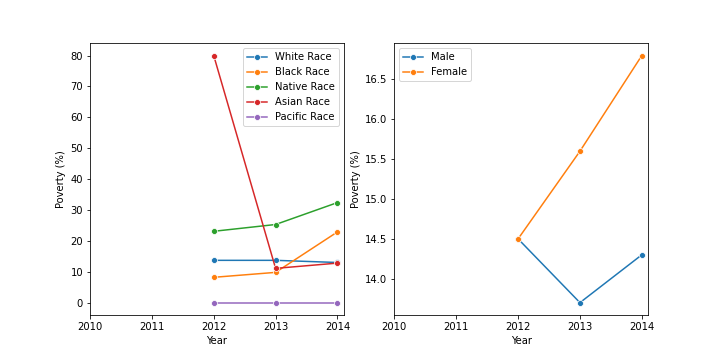 80
70
60
50
40
30
20
10
0
Poverty (%)
2010 2011 2012 2013 2014
Year
White Race
Black Race
Native Race
Asian Race
Pacific Race
16.5
16.0
15.5
15.0
14.5
14.0
Poverty (%)
2010 2011 2012 2013 2014
Year
Male
Female